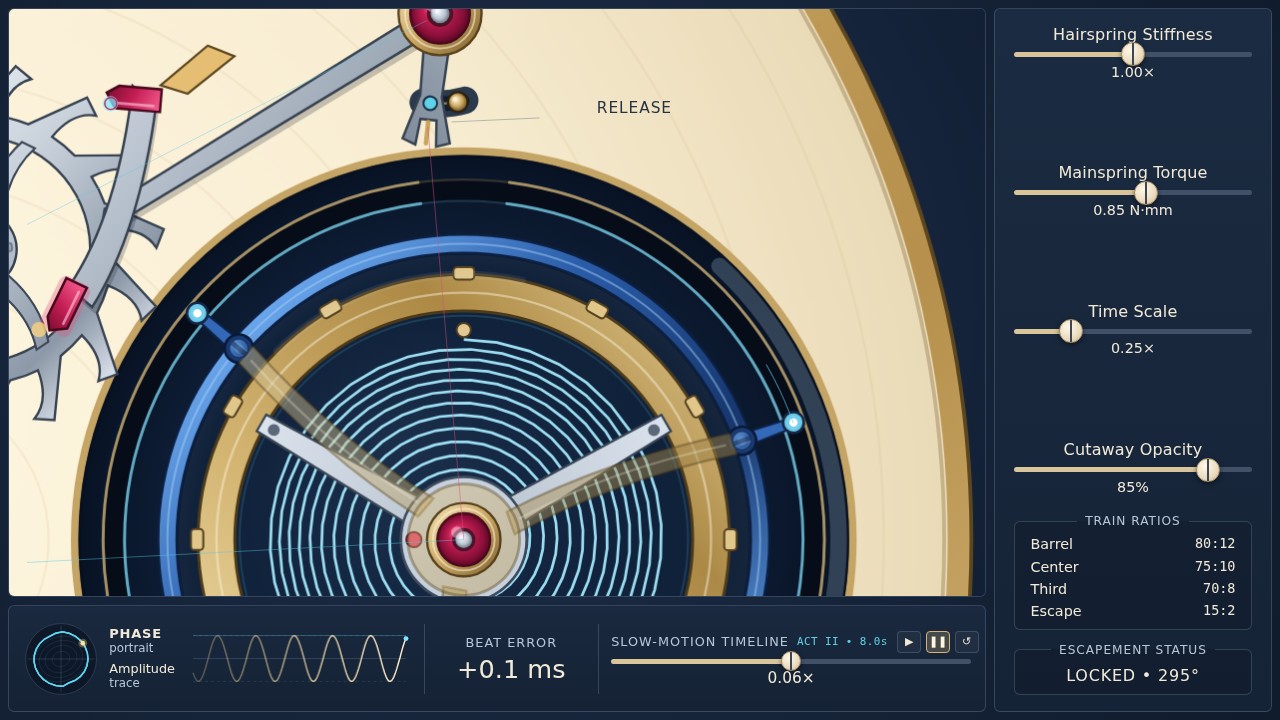 RELEASE
Hairspring Stiffness
1.00×
Mainspring Torque
0.85 N·mm
Time Scale
0.25×
Cutaway Opacity
85%
TRAIN RATIOS
Barrel 80:12
Center 75:10
Third 70:8
Escape 15:2
ESCAPEMENT STATUS
LOCKED • 295°
PHASE
portrait
Amplitude
trace
BEAT ERROR
+0.1 ms
SLOW-MOTION TIMELINE ACT II • 8.0s
0.06×